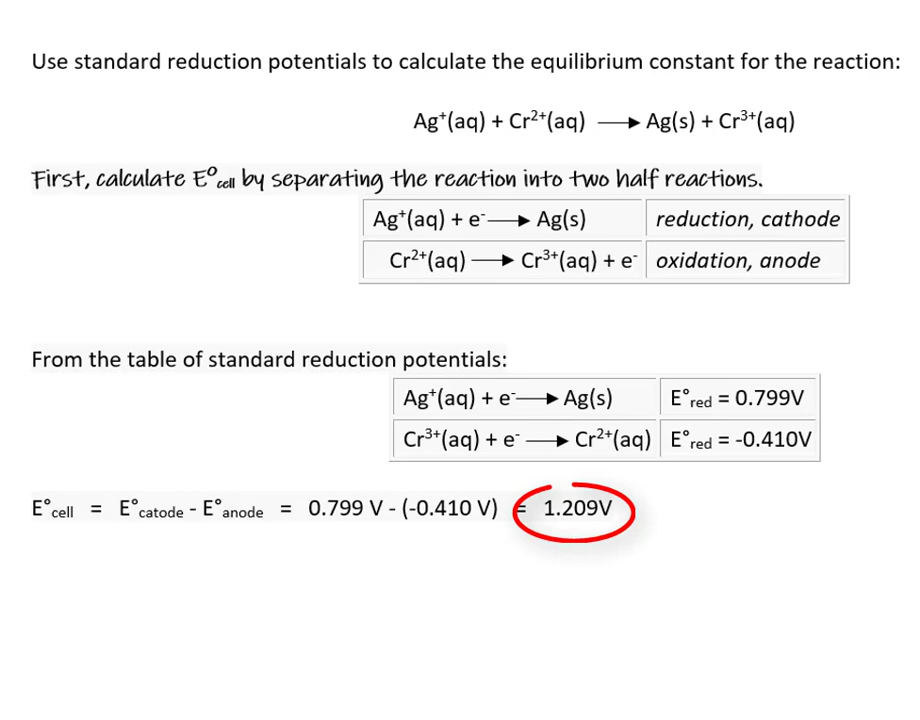 Use standard reduction potentials to calculate the equilibrium constant for the reaction:
Ag⁺(aq) + Cr²⁺(aq) ⟶ Ag(s) + Cr³⁺(aq)
First, calculate E°cell by separating the reaction into two half reactions.
Ag⁺(aq) + e⁻ ⟶ Ag(s) reduction, cathode
Cr²⁺(aq) ⟶ Cr³⁺(aq) + e⁻ oxidation, anode
From the table of standard reduction potentials:
Ag⁺(aq) + e⁻ ⟶ Ag(s) E°red = 0.799V
Cr³⁺(aq) + e⁻ ⟶ Cr²⁺(aq) E°red = -0.410V
E°cell = E°catode - E°anode = 0.799 V - (-0.410 V) = 1.209V